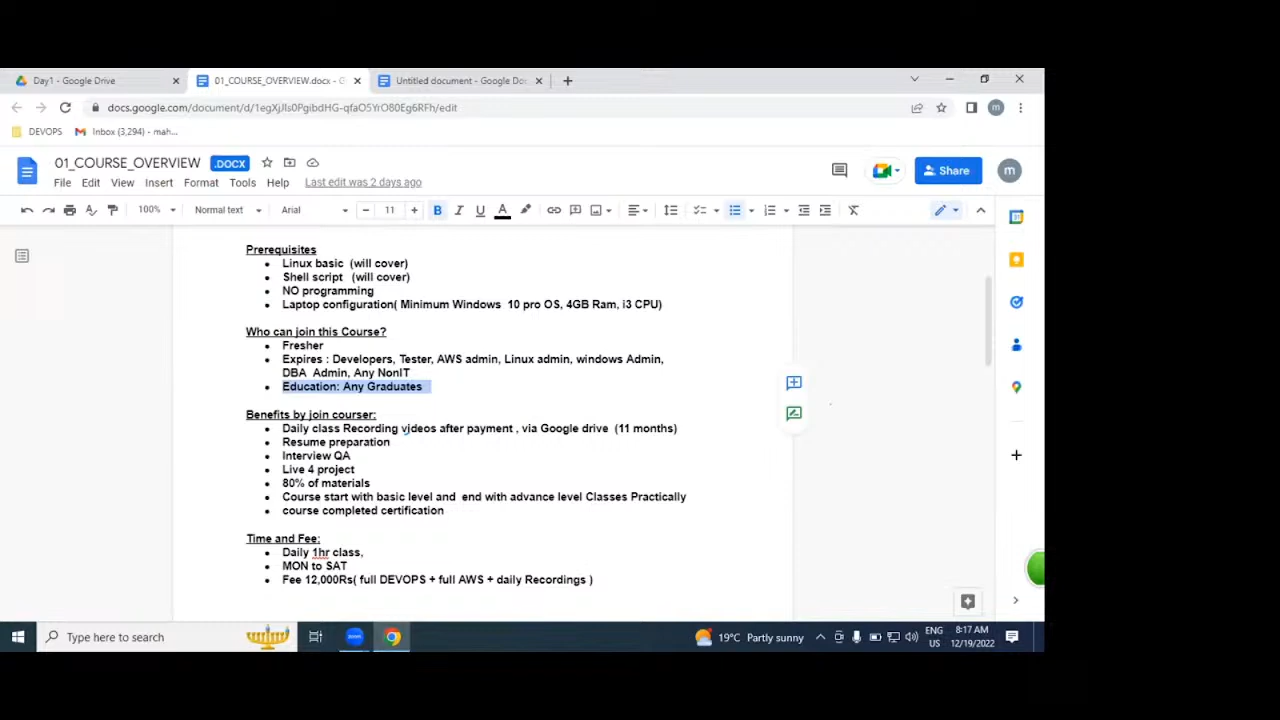 Day1 - Google Drive
01_COURSE_OVERVIEW.docx - G
Untitled document - Google Doc
docs.google.com/document/d/1egXjJIs0PgibdHG-qfaO5YrO80Eg6RFh/edit
DEVOPS
Inbox (3,294) - mah...
01_COURSE_OVERVIEW
.DOCX
File Edit View Insert Format Tools Help Last edit was 2 days ago
Share
m
100% Normal text Arial 11
Prerequisites
Linux basic (will cover)
Shell script (will cover)
NO programming
Laptop configuration( Minimum Windows 10 pro OS, 4GB Ram, i3 CPU)
Who can join this Course?
Fresher
Expires : Developers, Tester, AWS admin, Linux admin, windows Admin,
DBA Admin, Any NonIT
Education: Any Graduates
Benefits by join courser:
Daily class Recording videos after payment , via Google drive (11 months)
Resume preparation
Interview QA
Live 4 project
80% of materials
Course start with basic level and end with advance level Classes Practically
course completed certification
Time and Fee:
Daily 1hr class,
MON to SAT
Fee 12,000Rs( full DEVOPS + full AWS + daily Recordings )
Type here to search
19°C Partly sunny
ENG
US
8:17 AM
12/19/2022